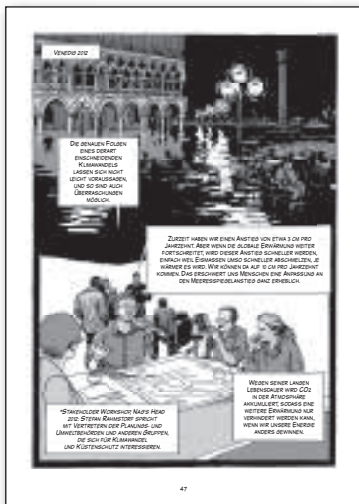 VENEDIG 2012
DIE GENAUEN FOLGEN
EINES DERART
EINSCHNEIDENDEN
KLIMAWANDELS
LASSEN SICH NICHT
LEICHT VORAUSSAGEN,
UND SO SIND AUCH
ÜBERRASCHUNGEN
MÖGLICH.
ZURZEIT HABEN WIR EINEN ANSTIEG VON ETWA 3 CM PRO
JAHRZEHNT. ABER WENN DIE GLOBALE ERWÄRMUNG WEITER
FORTSCHREITET, WIRD DIESER ANSTIEG SCHNELLER WERDEN,
EINFACH WEIL EISMASSEN UMSO SCHNELLER ABSCHMELZEN, JE
WÄRMER ES WIRD. WIR KÖNNEN DA AUF 10 CM PRO JAHRZEHNT
KOMMEN. DAS ERSCHWERT UNS MENSCHEN EINE ANPASSUNG AN
DEN MEERESSPIEGELANSTIEG GANZ ERHEBLICH.
WEGEN SEINER LANGEN
LEBENSDAUER WIRD CO2
IN DER ATMOSPHÄRE
AKKUMULIERT, SODASS EINE
WEITERE ERWÄRMUNG NUR
VERHINDERT WERDEN KANN,
WENN WIR UNSERE ENERGIE
ANDERS GEWINNEN.
*STAKEHOLDER WORKSHOP, NAGS HEAD
2012: STEFAN RAHMSTORF SPRICHT
MIT VERTRETERN DER PLANUNGS- UND
UMWELTBEHÖRDEN UND ANDEREN GRUPPEN,
DIE SICH FÜR KLIMAWANDEL
UND KÜSTENSCHUTZ INTERESSIEREN.
47